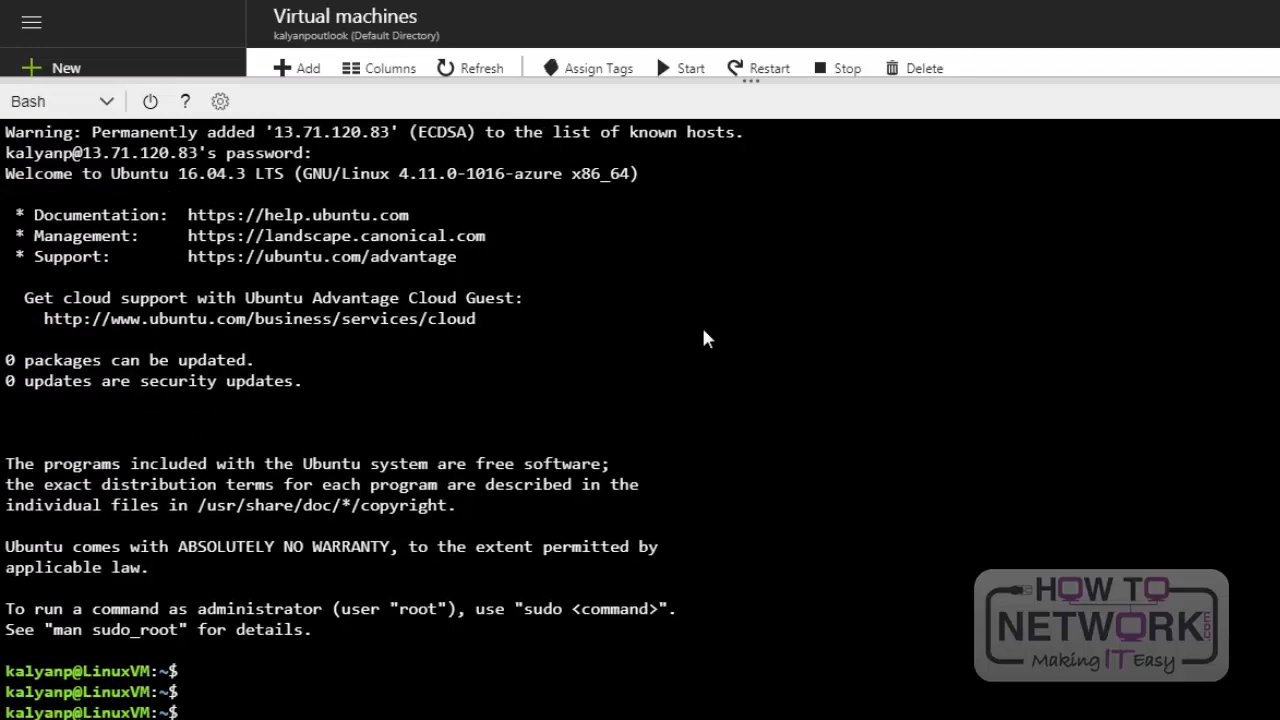 Virtual machines
kalyanpoutlook (Default Directory)
New
Add Columns Refresh Assign Tags Start Restart Stop Delete
Bash ?
Warning: Permanently added '13.71.120.83' (ECDSA) to the list of known hosts.
kalyanp@13.71.120.83's password:
Welcome to Ubuntu 16.04.3 LTS (GNU/Linux 4.11.0-1016-azure x86_64)
* Documentation: https://help.ubuntu.com
* Management: https://landscape.canonical.com
* Support: https://ubuntu.com/advantage
Get cloud support with Ubuntu Advantage Cloud Guest:
http://www.ubuntu.com/business/services/cloud
0 packages can be updated.
0 updates are security updates.
The programs included with the Ubuntu system are free software;
the exact distribution terms for each program are described in the
individual files in /usr/share/doc/*/copyright.
Ubuntu comes with ABSOLUTELY NO WARRANTY, to the extent permitted by
applicable law.
To run a command as administrator (user "root"), use "sudo <command>".
See "man sudo_root" for details.
kalyanp@LinuxVM:~$
kalyanp@LinuxVM:~$
kalyanp@LinuxVM:~$
HOW TO
NETWORK.com
Making IT Easy